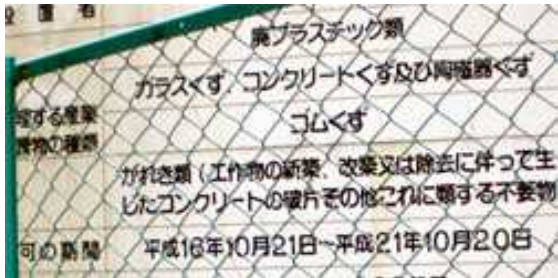 置者
廃プラスチック類
ガラスくず、コンクリートくず及び陶磁器くず
する産業
ゴムくず
物の種類
がれき類(工作物の新築、改築又は除去に伴って生
じたコンクリートの破片その他これに類する不要物
可の期間 平成16年10月21日~平成21年10月20日